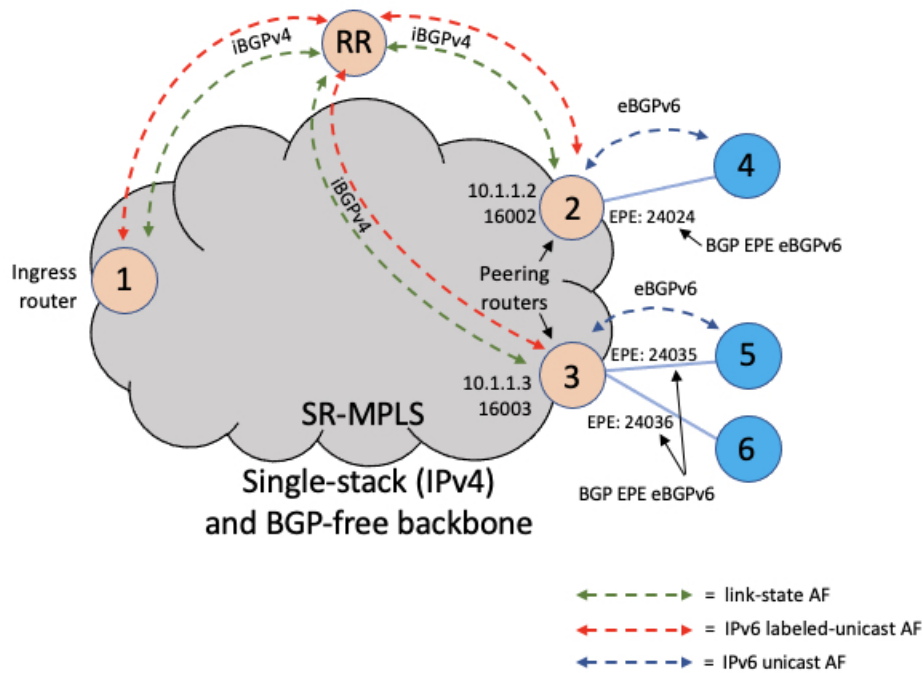 RR
iBGPv4
iBGPv4
eBGPv6
4
10.1.1.2
16002
2
EPE: 24024
BGP EPE eBGPv6
iBGPv4
Ingress
router
1
Peering
routers
eBGPv6
5
EPE: 24035
3
10.1.1.3
16003
EPE: 24036
6
SR-MPLS
BGP EPE eBGPv6
Single-stack (IPv4)
and BGP-free backbone
= link-state AF
= IPv6 labeled-unicast AF
= IPv6 unicast AF